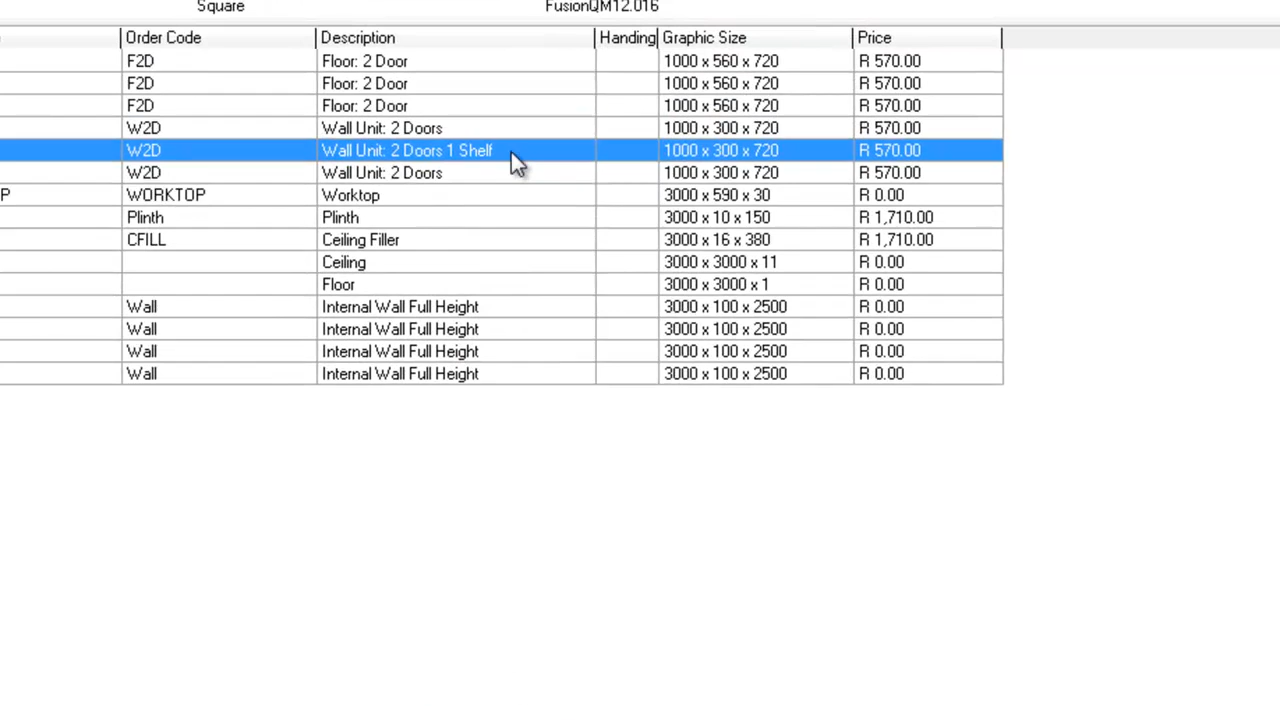 Square FusionQM12.016
Order Code Description Handing Graphic Size Price
F2D Floor: 2 Door 1000 x 560 x 720 R 570.00
F2D Floor: 2 Door 1000 x 560 x 720 R 570.00
F2D Floor: 2 Door 1000 x 560 x 720 R 570.00
W2D Wall Unit: 2 Doors 1000 x 300 x 720 R 570.00
W2D Wall Unit: 2 Doors 1 Shelf 1000 x 300 x 720 R 570.00
W2D Wall Unit: 2 Doors 1000 x 300 x 720 R 570.00
P WORKTOP Worktop 3000 x 590 x 30 R 0.00
Plinth Plinth 3000 x 10 x 150 R 1,710.00
CFILL Ceiling Filler 3000 x 16 x 380 R 1,710.00
Ceiling 3000 x 3000 x 11 R 0.00
Floor 3000 x 3000 x 1 R 0.00
Wall Internal Wall Full Height 3000 x 100 x 2500 R 0.00
Wall Internal Wall Full Height 3000 x 100 x 2500 R 0.00
Wall Internal Wall Full Height 3000 x 100 x 2500 R 0.00
Wall Internal Wall Full Height 3000 x 100 x 2500 R 0.00